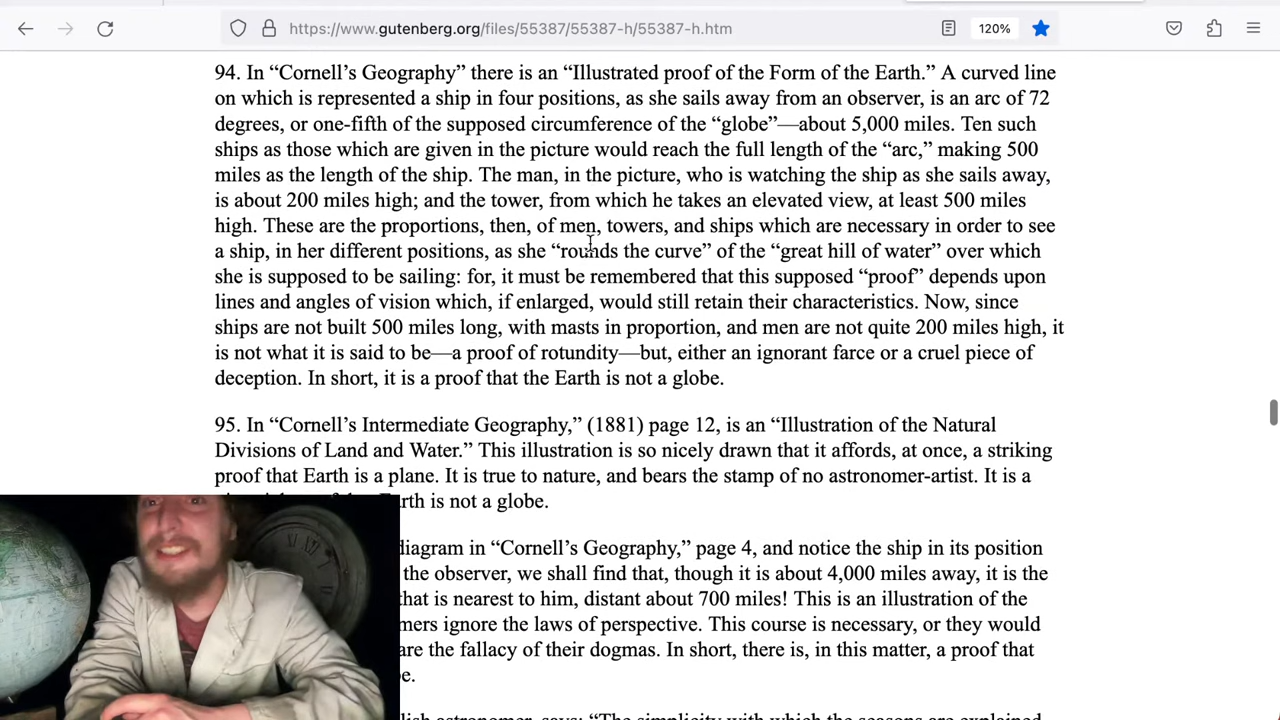 https://www.gutenberg.org/files/55387/55387-h/55387-h.htm
120%
94. In “Cornell’s Geography” there is an “Illustrated proof of the Form of the Earth.” A curved line
on which is represented a ship in four positions, as she sails away from an observer, is an arc of 72
degrees, or one-fifth of the supposed circumference of the “globe”—about 5,000 miles. Ten such
ships as those which are given in the picture would reach the full length of the “arc,” making 500
miles as the length of the ship. The man, in the picture, who is watching the ship as she sails away,
is about 200 miles high; and the tower, from which he takes an elevated view, at least 500 miles
high. These are the proportions, then, of men, towers, and ships which are necessary in order to see
a ship, in her different positions, as she “rounds the curve” of the “great hill of water” over which
she is supposed to be sailing: for, it must be remembered that this supposed “proof” depends upon
lines and angles of vision which, if enlarged, would still retain their characteristics. Now, since
ships are not built 500 miles long, with masts in proportion, and men are not quite 200 miles high, it
is not what it is said to be—a proof of rotundity—but, either an ignorant farce or a cruel piece of
deception. In short, it is a proof that the Earth is not a globe.
95. In “Cornell’s Intermediate Geography,” (1881) page 12, is an “Illustration of the Natural
Divisions of Land and Water.” This illustration is so nicely drawn that it affords, at once, a striking
proof that Earth is a plane. It is true to nature, and bears the stamp of no astronomer-artist. It is a
Earth is not a globe.
diagram in “Cornell’s Geography,” page 4, and notice the ship in its position
the observer, we shall find that, though it is about 4,000 miles away, it is the
that is nearest to him, distant about 700 miles! This is an illustration of the
mers ignore the laws of perspective. This course is necessary, or they would
are the fallacy of their dogmas. In short, there is, in this matter, a proof that
be.
lish astronomer, says: “The simplicity with which the seasons are explained